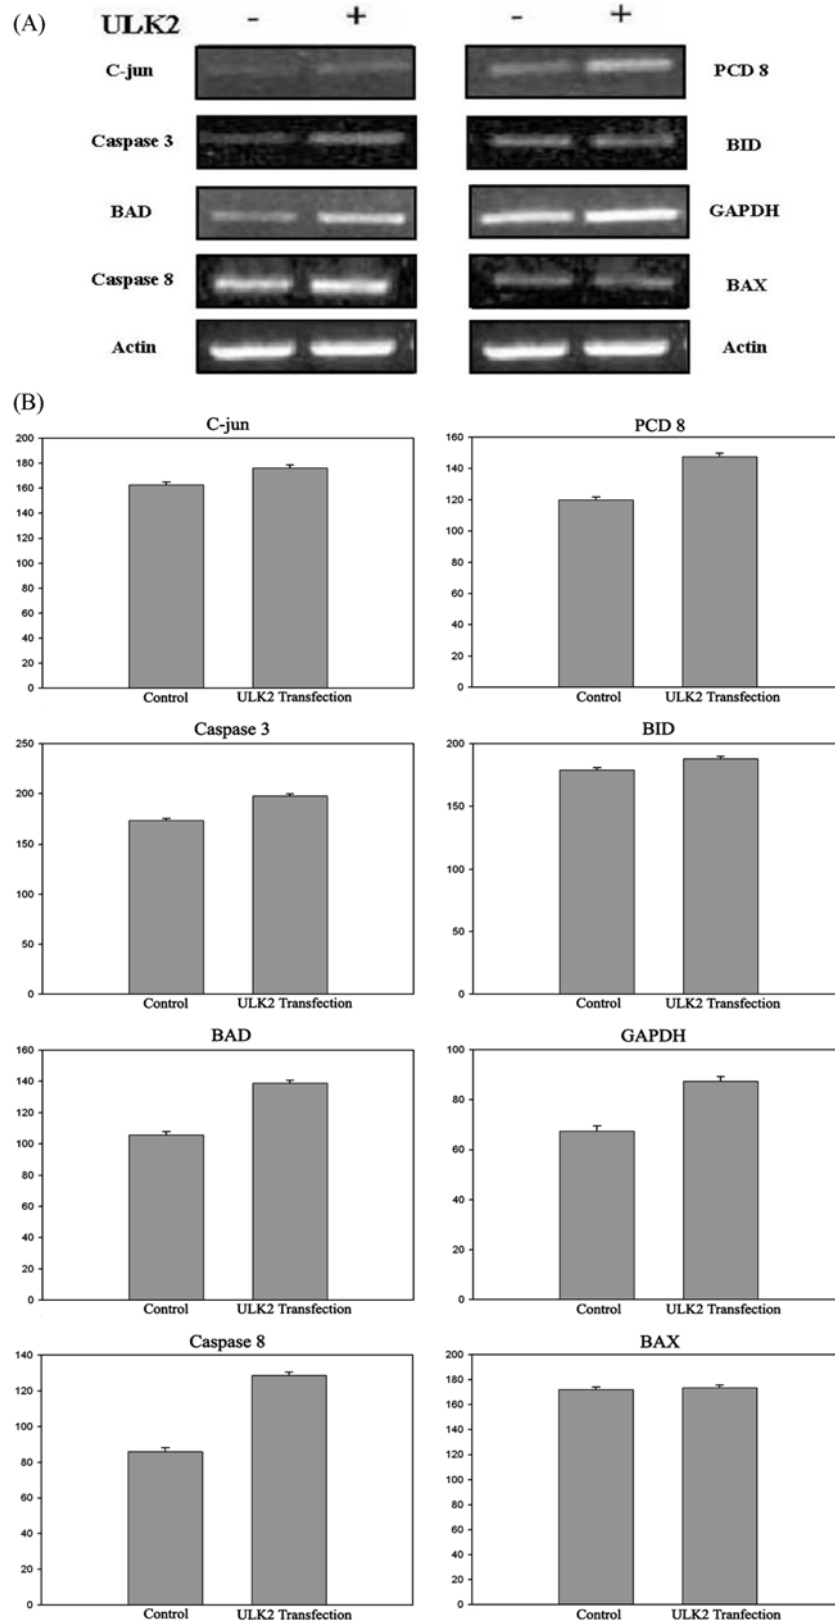 (A)
ULK2 - + - +
C-jun PCD 8
Caspase 3 BID
BAD GAPDH
Caspase 8 BAX
Actin Actin
(B)
C-jun
200
180
160
140
120
100
80
60
40
20
0
Control ULK2 Transfection
PCD 8
160
140
120
100
80
60
40
20
0
Control ULK2 Transfection
Caspase 3
250
200
150
100
50
0
Control ULK2 Transfection
BID
200
150
100
50
0
Control ULK2 Transfection
BAD
160
140
120
100
80
60
40
20
0
Control ULK2 Transfection
GAPDH
100
80
60
40
20
0
Control ULK2 Transfection
Caspase 8
140
120
100
80
60
40
20
0
Control ULK2 Transfection
BAX
200
180
160
140
120
100
80
60
40
20
0
Control ULK2 Transfection